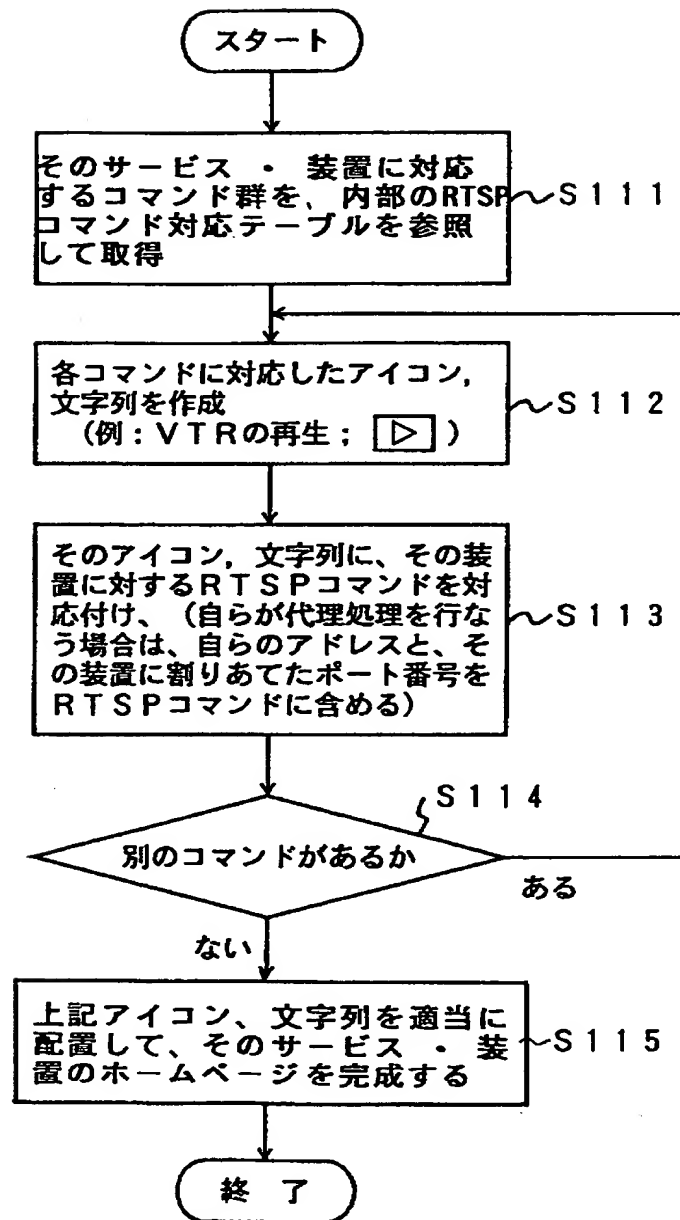 スタート
そのサービス ・ 装置に対応
するコマンド群を、内部のRTSP
コマンド対応テーブルを参照
して取得
S111
各コマンドに対応したアイコン,
文字列を作成
(例:VTRの再生; ▷ )
S112
そのアイコン,文字列に、その装
置に対するRTSPコマンドを対
応付け、(自らが代理処理を行な
う場合は、自らのアドレスと、そ
の装置に割りあてたポート番号を
RTSPコマンドに含める)
S113
S114
別のコマンドがあるか
ある
ない
上記アイコン、文字列を適当に
配置して、そのサービス ・ 装
置のホームページを完成する
S115
終 了